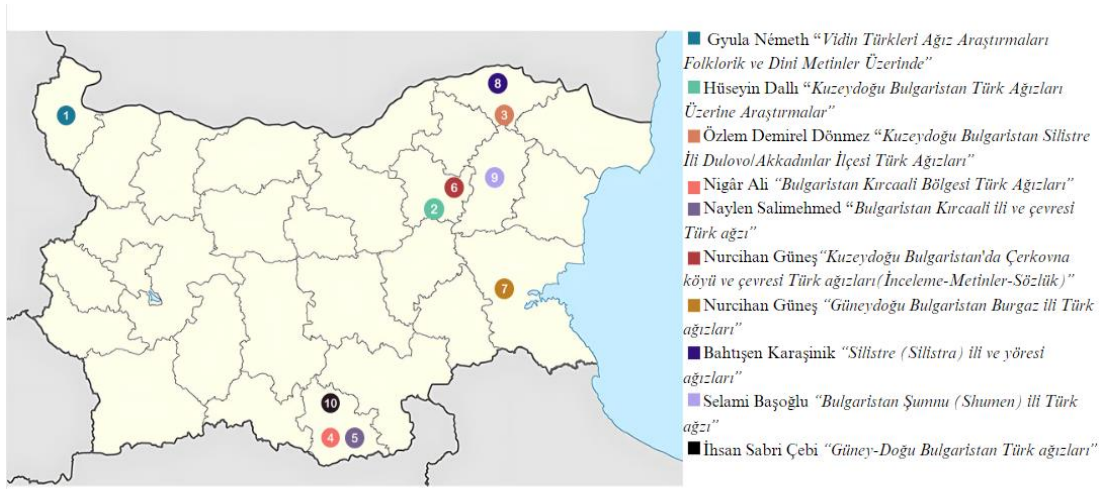 1
8
3
6
9
2
7
10
4
5
Gyula Németh “Vidin Türkleri Ağız Araştırmaları
Folklorik ve Dini Metinler Üzerinde”
Hüseyin Dallı “Kuzeydoğu Bulgaristan Türk Ağızları
Üzerine Araştırmalar”
Özlem Demirel Dönmez “Kuzeydoğu Bulgaristan Silistre
İli Dulovo/Akkadınlar İlçesi Türk Ağızları”
Nigâr Ali “Bulgaristan Kırcaali Bölgesi Türk Ağızları”
Naylen Salimehmed “Bulgaristan Kırcaali ili ve çevresi
Türk ağzı”
Nurcihan Güneş“Kuzeydoğu Bulgaristan'da Çerkovna
köyü ve çevresi Türk ağızları(İnceleme-Metinler-Sözlük)”
Nurcihan Güneş “Güneydoğu Bulgaristan Burgaz ili Türk
ağızları”
Bahtışen Karaşinik “Silistre (Silistra) ili ve yöresi
ağızları”
Selami Başoğlu “Bulgaristan Şumnu (Shumen) ili Türk
ağzı”
İhsan Sabri Çebi “Güney-Doğu Bulgaristan Türk ağızları”